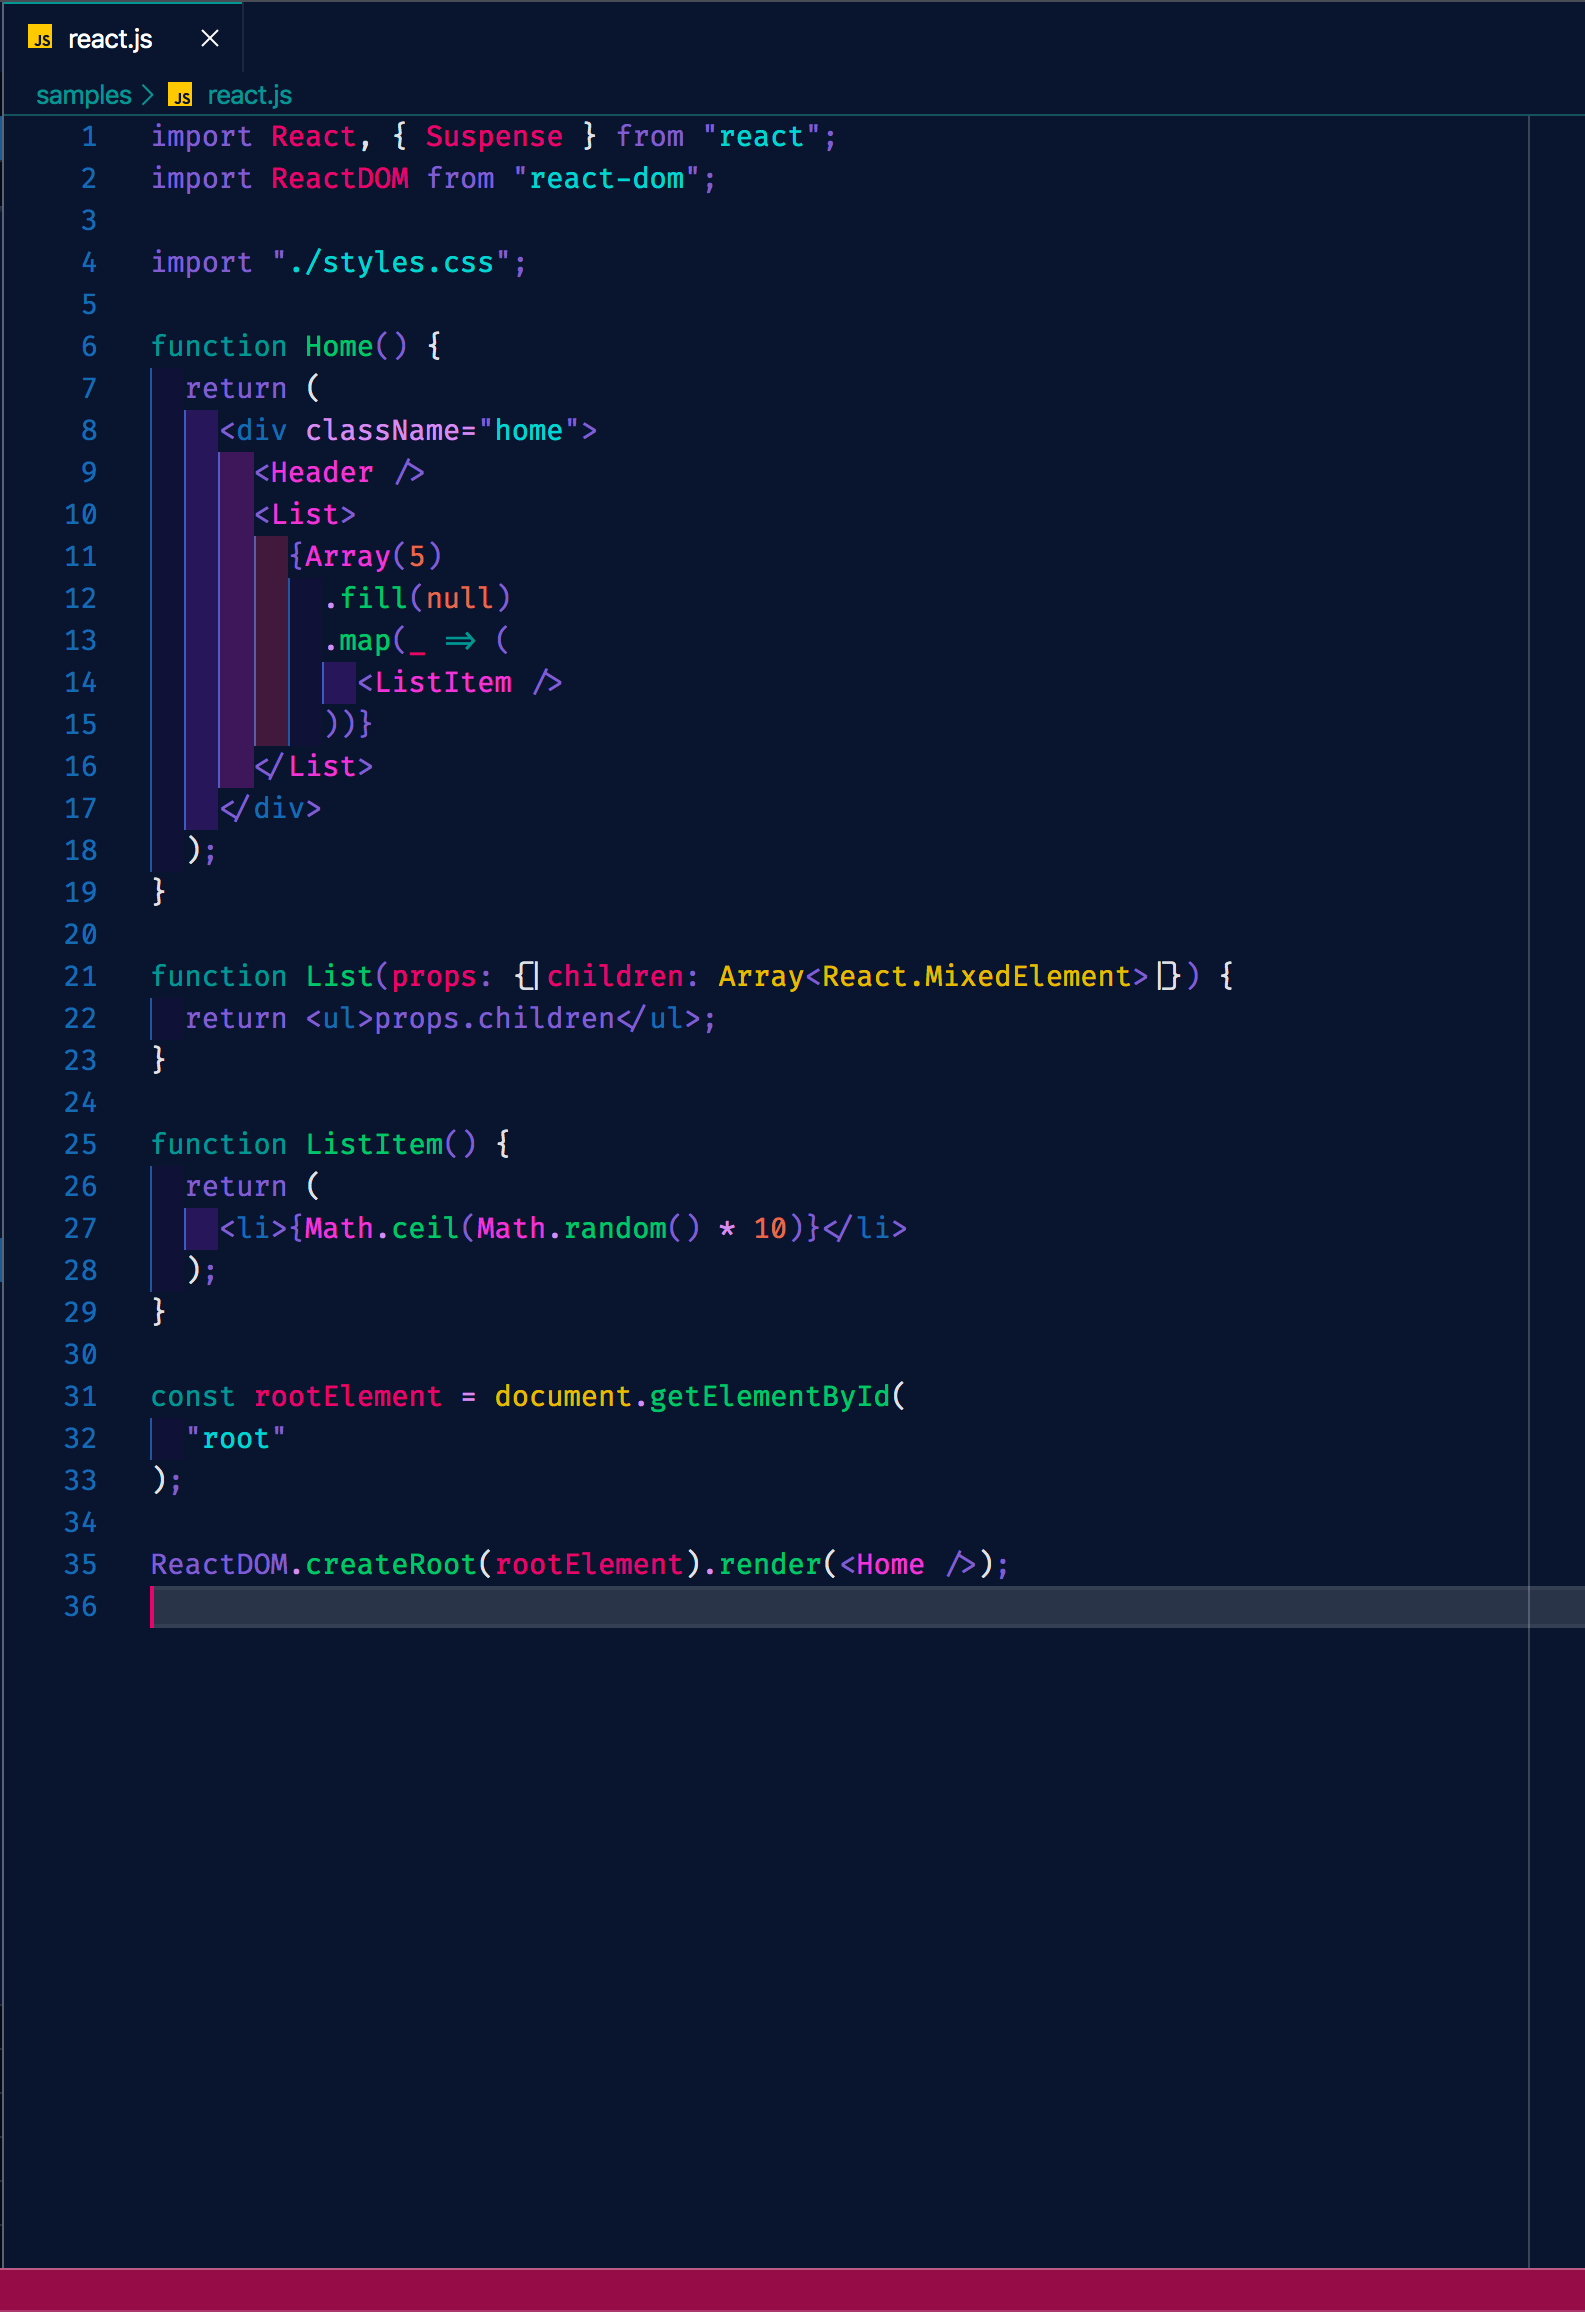 JS react.js ×
samples > JS react.js
1 import React, { Suspense } from "react";
2 import ReactDOM from "react-dom";
3
4 import "./styles.css";
5
6 function Home() {
7   return (
8     <div className="home">
9       <Header />
10       <List>
11         {Array(5)
12           .fill(null)
13           .map(_ => (
14             <ListItem />
15           ))}
16       </List>
17     </div>
18   );
19 }
20
21 function List(props: {| children: Array<React.MixedElement> |}) {
22   return <ul>props.children</ul>;
23 }
24
25 function ListItem() {
26   return (
27     <li>{Math.ceil(Math.random() * 10)}</li>
28   );
29 }
30
31 const rootElement = document.getElementById(
32   "root"
33 );
34
35 ReactDOM.createRoot(rootElement).render(<Home />);
36